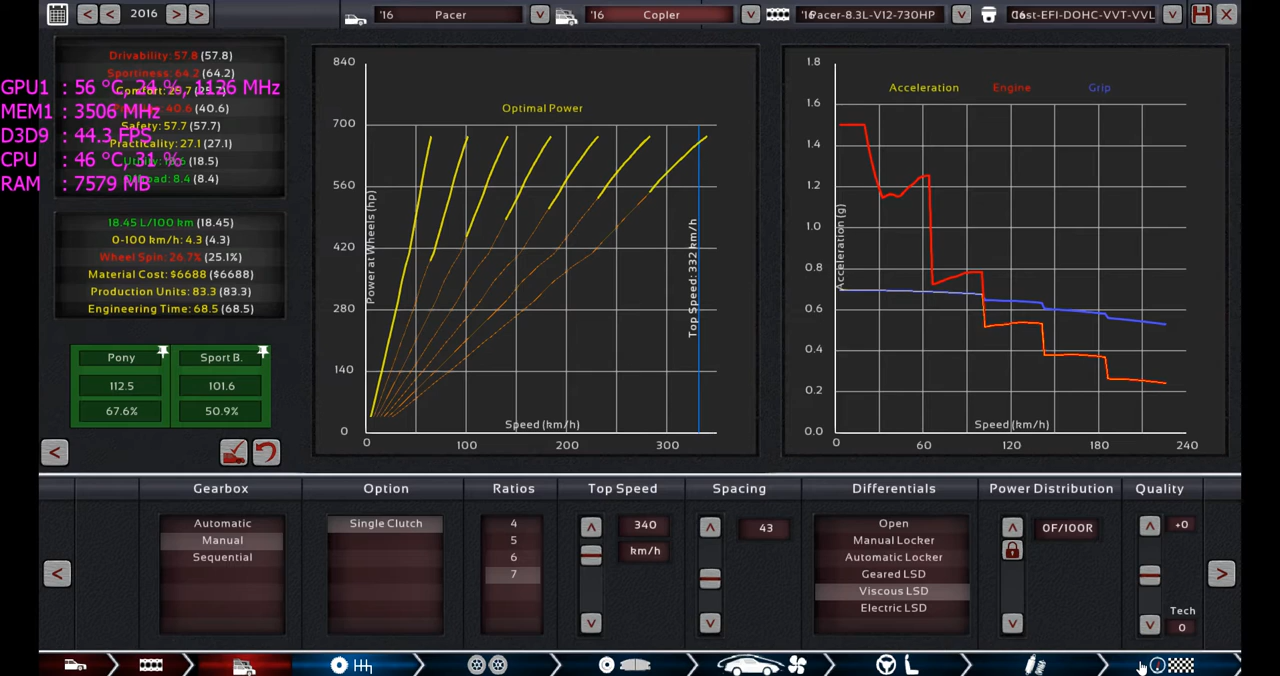 2016
'16 Pacer
'16 Copler
'16 Pacer-8.3L-V12-730HP
Cast-EFI-DOHC-VVT-VVL
Drivability: 57.8 (57.8)
Sportiness: 64.2 (64.2)
Safety: 57.7 (57.7)
Practicality: 27.1 (27.1)
(18.5)
8.4 (8.4)
40.6 (40.6)
GPU1 : 56 °C, 24 %, 1136 MHz
MEM1 : 3506 MHz
D3D9 : 44.3 FPS
CPU : 46 °C, 31 %
RAM : 7579 MB
18.45 L/100 km (18.45)
0-100 km/h: 4.3 (4.3)
Wheel Spin: 26.7% (25.1%)
Material Cost: $6688 ($6688)
Production Units: 83.3 (83.3)
Engineering Time: 68.5 (68.5)
Pony
112.5
67.6%
Sport B.
101.6
50.9%
840
700
560
420
280
140
0
Optimal Power
Power at Wheels (hp)
Top Speed: 332 km/h
Speed (km/h)
0 100 200 300
1.8
1.6
1.4
1.2
1.0
0.8
0.6
0.4
0.2
0.0
Acceleration Engine Grip
Acceleration (g)
Speed (km/h)
0 60 120 180 240
Gearbox
Automatic
Manual
Sequential
Option
Single Clutch
Ratios
4
5
6
7
Top Speed
340
km/h
Spacing
43
Differentials
Open
Manual Locker
Automatic Locker
Geared LSD
Viscous LSD
Electric LSD
Power Distribution
0F/100R
Quality
+0
Tech
0